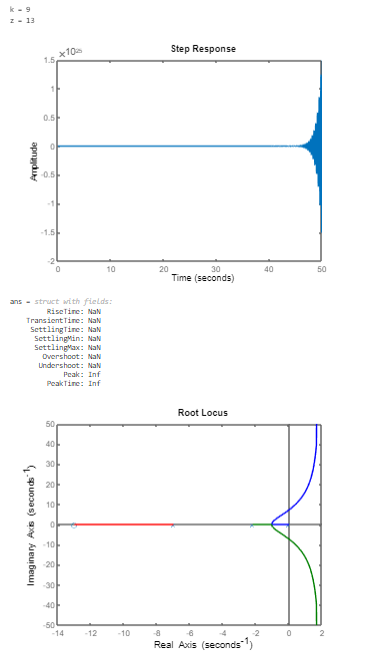 k = 9
z = 13
Step Response
×10²⁵
1.5
1
0.5
0
-0.5
-1
-1.5
-2
Amplitude
0 10 20 30 40 50
Time (seconds)
ans = struct with fields:
RiseTime: NaN
TransientTime: NaN
SettlingTime: NaN
SettlingMin: NaN
SettlingMax: NaN
Overshoot: NaN
Undershoot: NaN
Peak: Inf
PeakTime: Inf
Root Locus
50
40
30
20
10
0
-10
-20
-30
-40
-50
Imaginary Axis (seconds⁻¹)
-14 -12 -10 -8 -6 -4 -2 0 2
Real Axis (seconds⁻¹)